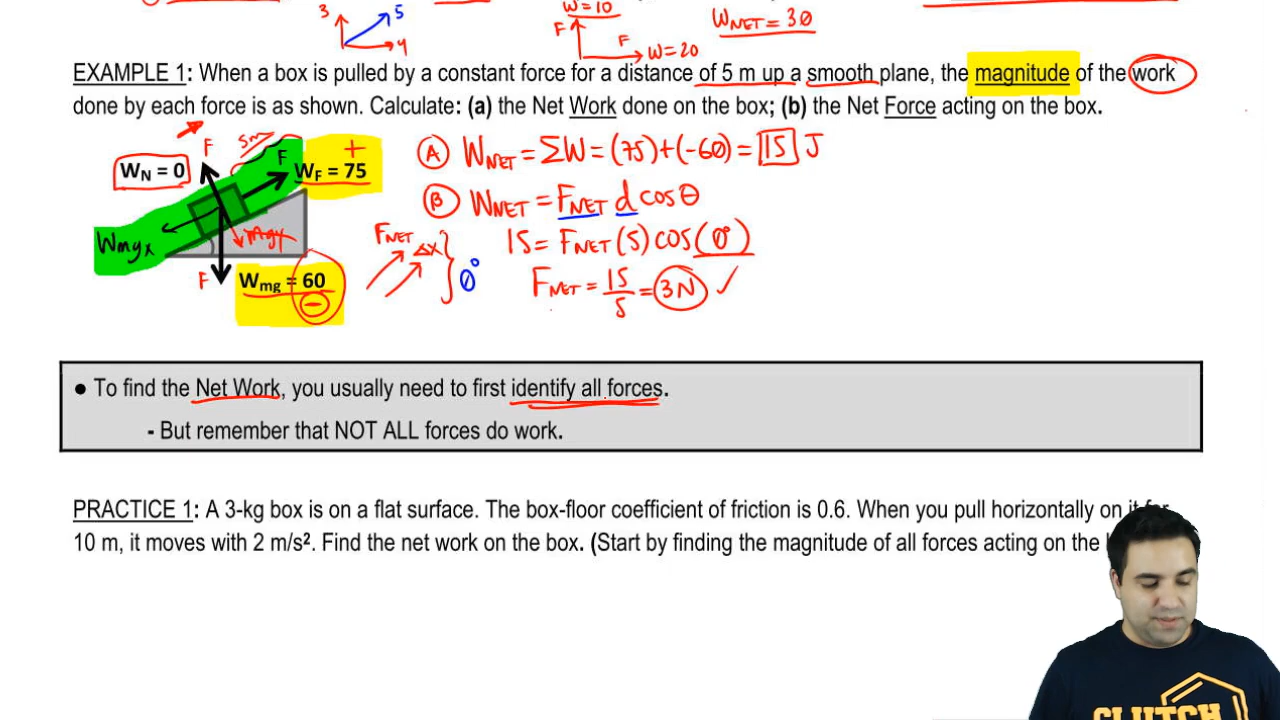 3
5
4
W=10
F
F
W=20
WNET = 30
EXAMPLE 1: When a box is pulled by a constant force for a distance of 5 m up a smooth plane, the magnitude of the work
done by each force is as shown. Calculate: (a) the Net Work done on the box; (b) the Net Force acting on the box.
5m
F
F
WN = 0
+
WF = 75
Wmgx
mgy
F
Wmg = 60
−
(A) WNET = ΣW = (75)+(-60) = 15 J
(B) WNET = FNET d cosθ
FNET
Δx
0°
15 = FNET (5) cos(0°)
FNET = 15/5 = 3N ✓
● To find the Net Work, you usually need to first identify all forces.
- But remember that NOT ALL forces do work.
PRACTICE 1: A 3-kg box is on a flat surface. The box-floor coefficient of friction is 0.6. When you pull horizontally on it for
10 m, it moves with 2 m/s². Find the net work on the box. (Start by finding the magnitude of all forces acting on the
CLUTCH